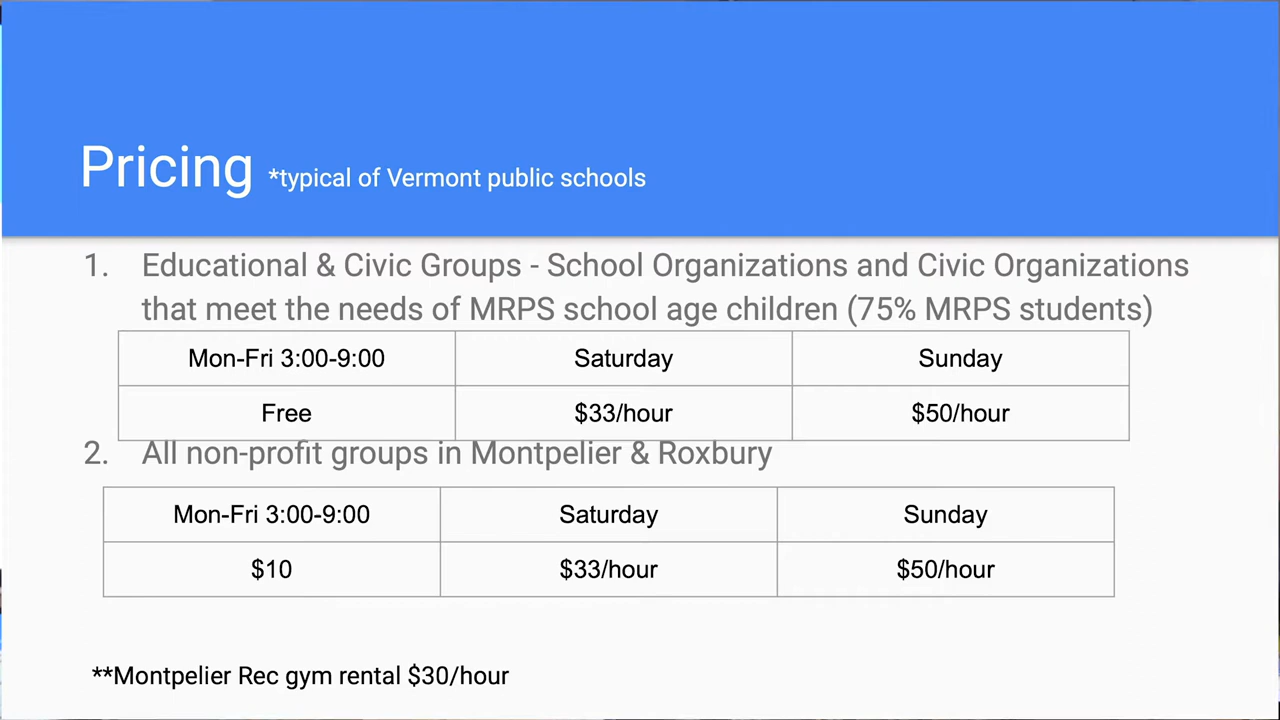 Pricing *typical of Vermont public schools
1. Educational & Civic Groups - School Organizations and Civic Organizations
that meet the needs of MRPS school age children (75% MRPS students)
Mon-Fri 3:00-9:00 Saturday Sunday
Free $33/hour $50/hour
2. All non-profit groups in Montpelier & Roxbury
Mon-Fri 3:00-9:00 Saturday Sunday
$10 $33/hour $50/hour
**Montpelier Rec gym rental $30/hour